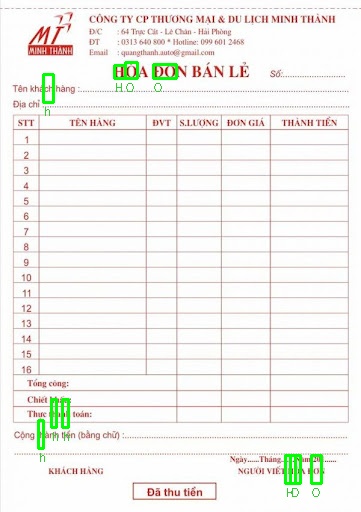 MT
MINH THÀNH
CÔNG TY CP THƯƠNG MẠI & DU LỊCH MINH THÀNH
Đ/C : 64 Trực Cát - Lê Chân - Hải Phòng
ĐT : 0313 640 800 * Hotline: 099 601 2468
Email : quangthanh.auto@gmail.com
HÓA ĐƠN BÁN LẺ
Số:
H O O
Tên khách hàng :
Địa chỉ :
h
STT TÊN HÀNG ĐVT S.LƯỢNG ĐƠN GIÁ THÀNH TIỀN
1
2
3
4
5
6
7
8
9
10
11
12
13
14
15
16
Tổng cộng:
Chiết khấu:
Thực thanh toán:
Cộng thành tiền (bằng chữ) :
h h h
Ngày......Tháng......Năm 20......
KHÁCH HÀNG NGƯỜI VIẾT HÓA ĐƠN
H O O
Đã thu tiền